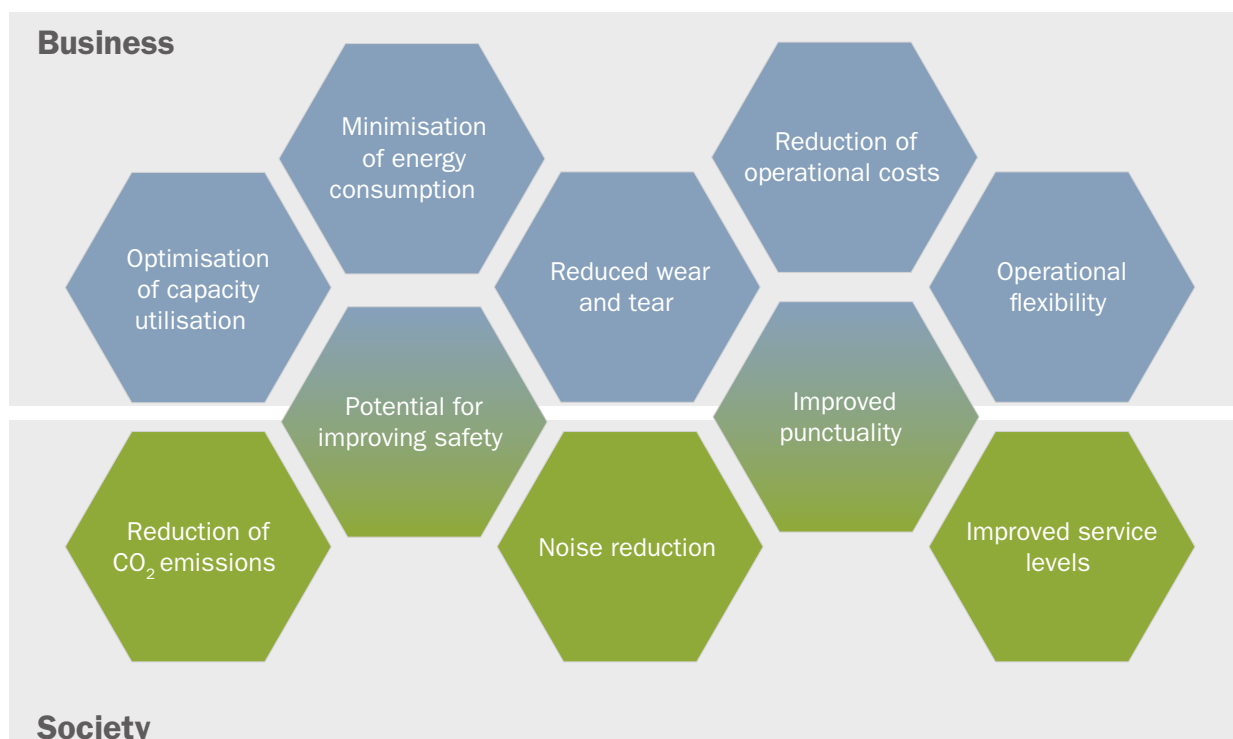 Business
Minimisation
of energy
consumption
Reduction of
operational costs
Optimisation
of capacity
utilisation
Reduced wear
and tear
Operational
flexibility
Potential for
improving safety
Improved
punctuality
Reduction of
CO₂ emissions
Noise reduction
Improved service
levels
Society